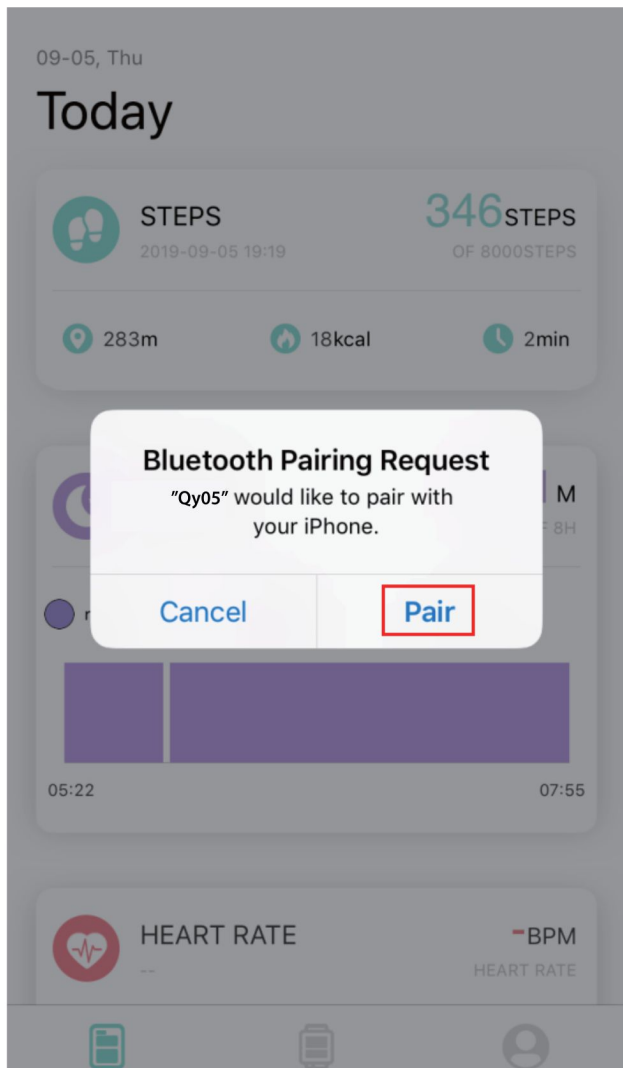 09-05, Thu
Today
STEPS
346STEPS
2019-09-05 19:19
OF 8000STEPS
283m
18kcal
2min
M
8H
Bluetooth Pairing Request
"Qy05" would like to pair with
your iPhone.
Cancel
Pair
05:22
07:55
HEART RATE
-BPM
--
HEART RATE